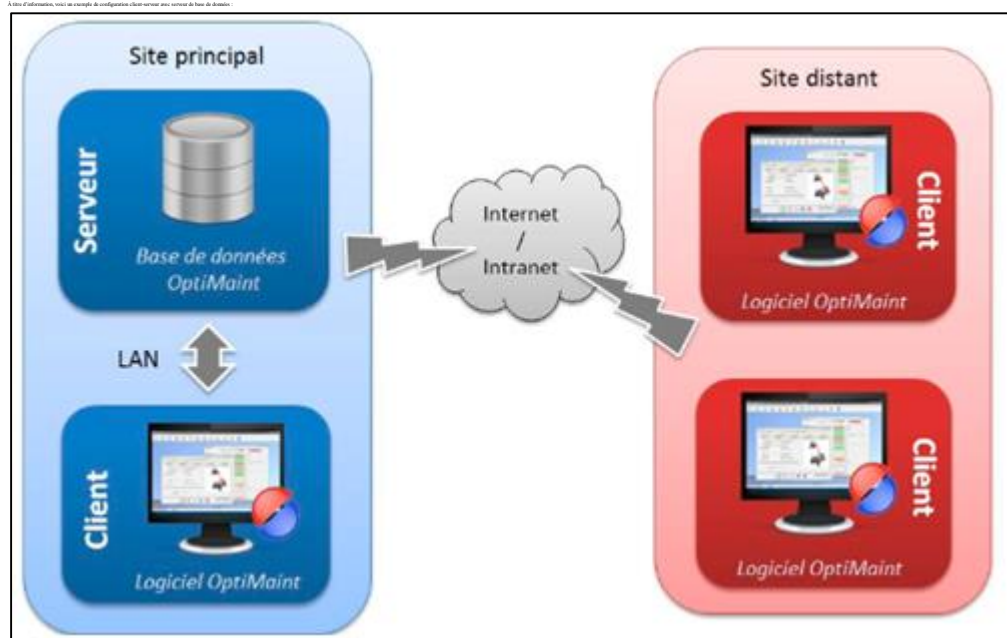 À titre d'information, voici un exemple de configuration client-serveur avec serveur de base de données :
Site principal
Serveur
Base de données
OptiMaint
LAN
Client
Logiciel OptiMaint
Internet
/
Intranet
Site distant
Client
Logiciel OptiMaint
Client
Logiciel OptiMaint